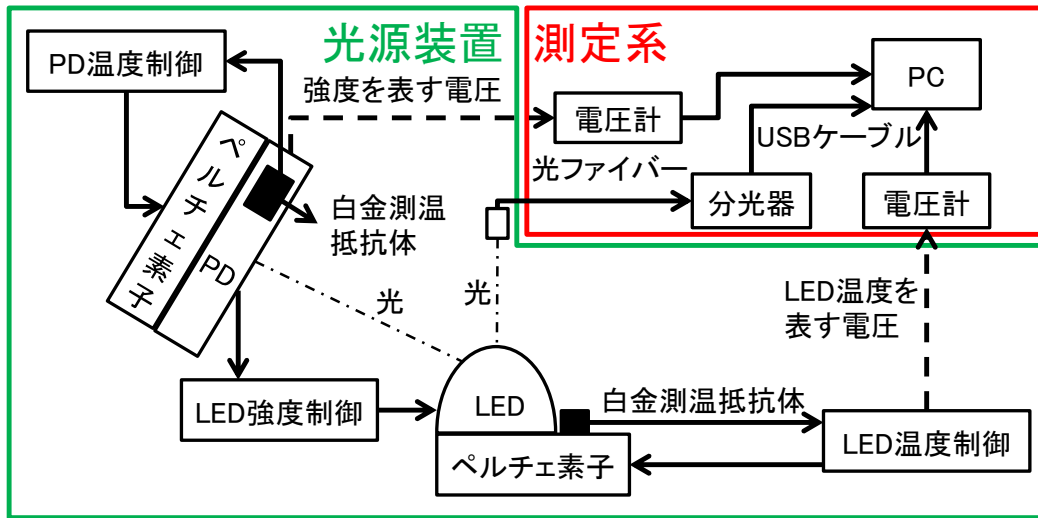 光源装置
測定系
PD温度制御
強度を表す電圧
電圧計
PC
USBケーブル
光ファイバー
分光器
電圧計
ペルチェ素子
PD
白金測温
抵抗体
光
光
LED温度を
表す電圧
LED強度制御
LED
白金測温抵抗体
LED温度制御
ペルチェ素子